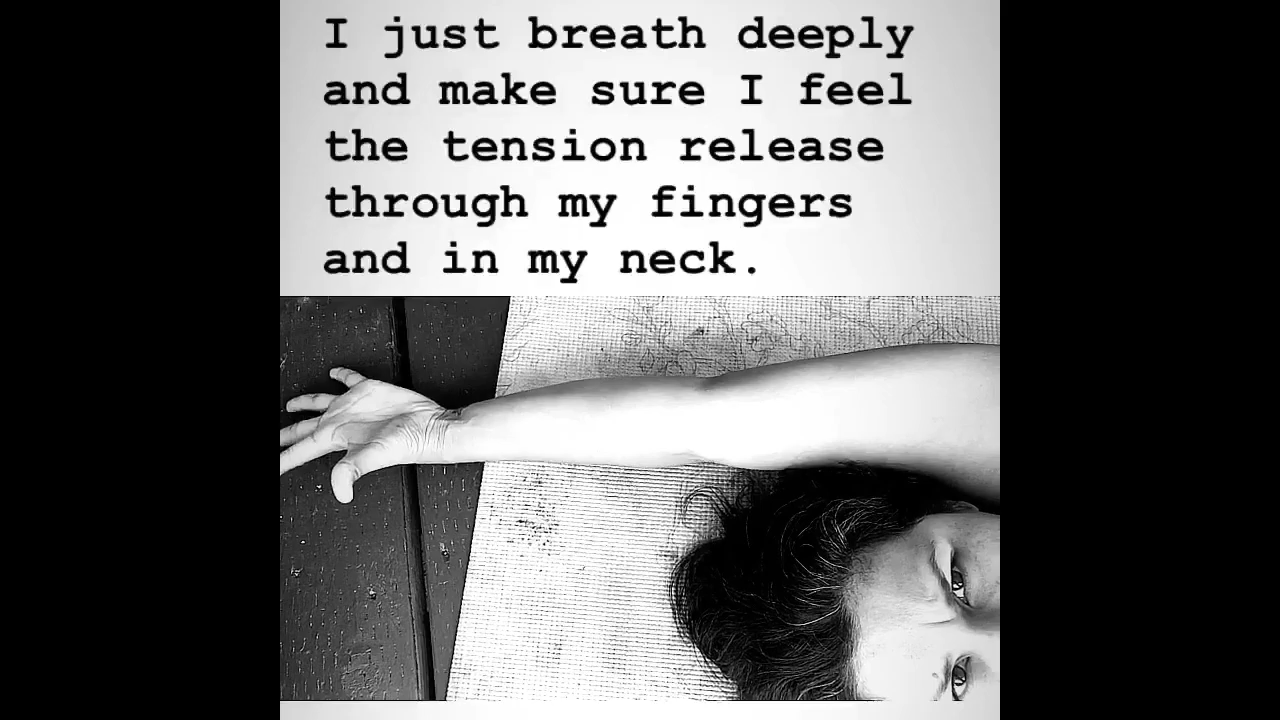 I just breath deeply
and make sure I feel
the tension release
through my fingers
and in my neck.